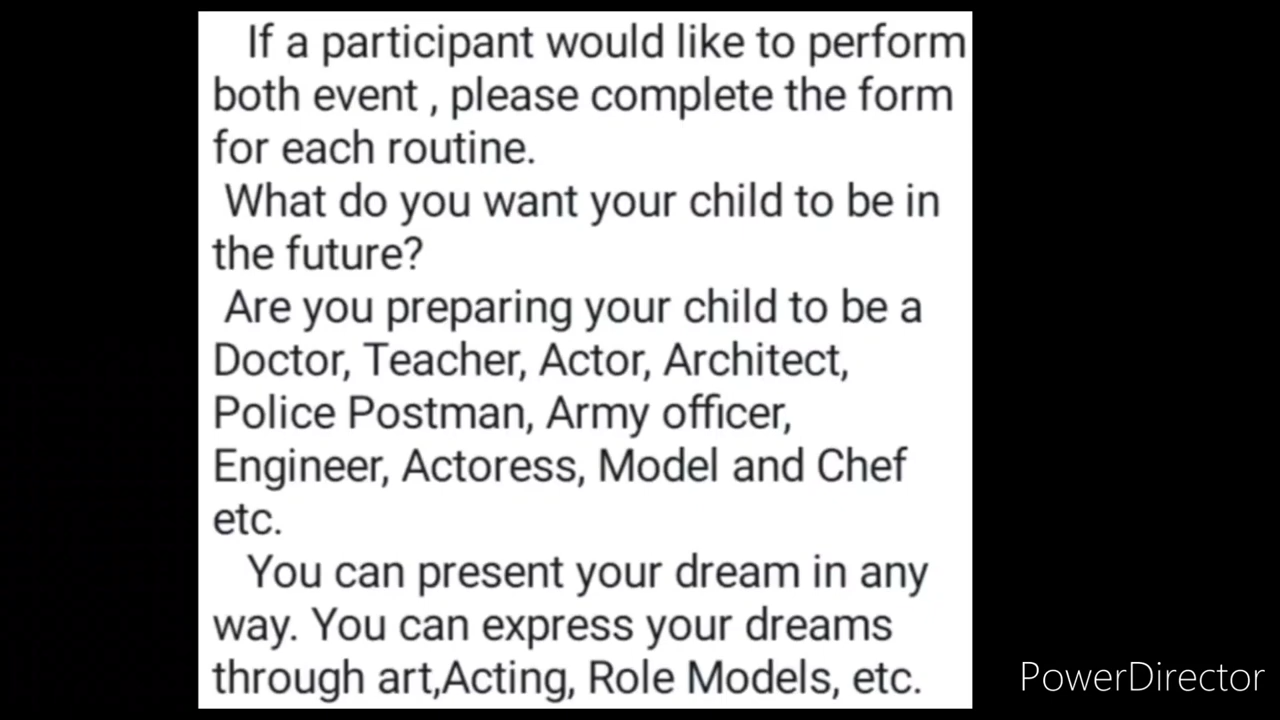 If a participant would like to perform
both event , please complete the form
for each routine.
What do you want your child to be in
the future?
Are you preparing your child to be a
Doctor, Teacher, Actor, Architect,
Police Postman, Army officer,
Engineer, Actoress, Model and Chef
etc.
You can present your dream in any
way. You can express your dreams
through art,Acting, Role Models, etc.
PowerDirector